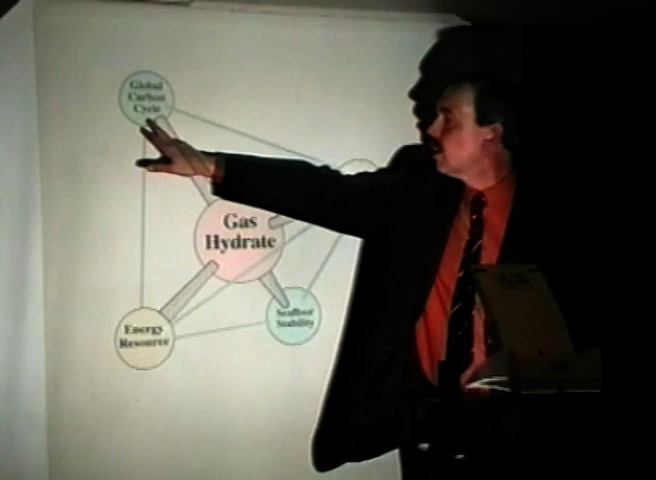 Global
Carbon
Cycle
Gas
Hydrate
Seafloor
Stability
Energy
Resource